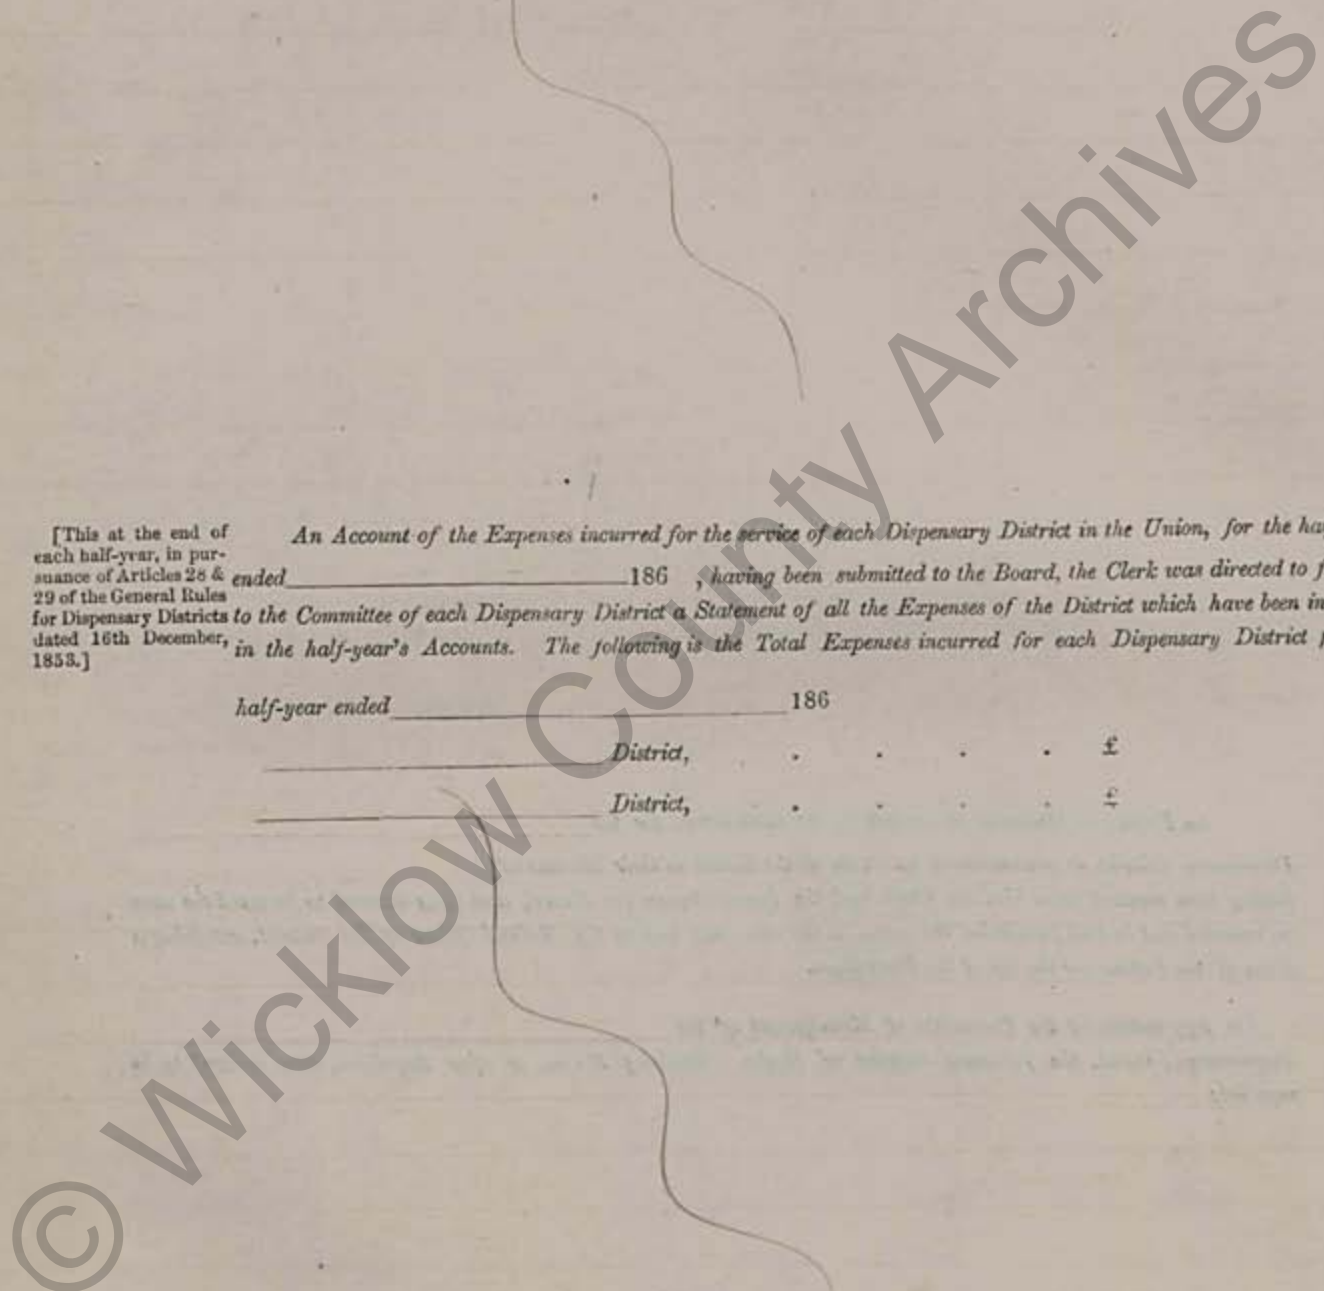 [This at the end of
each half-year, in pur-
suance of Articles 28 &
29 of the General Rules
for Dispensary Districts
dated 16th December,
1853.]
An Account of the Expenses incurred for the service of each Dispensary District in the Union, for the ha
ended 186 , having been submitted to the Board, the Clerk was directed to f
to the Committee of each Dispensary District a Statement of all the Expenses of the District which have been in
in the half-year's Accounts. The following is the Total Expenses incurred for each Dispensary District f
half-year ended 186
District, . . . . £
District, . . . . £
© Wicklow County Archives